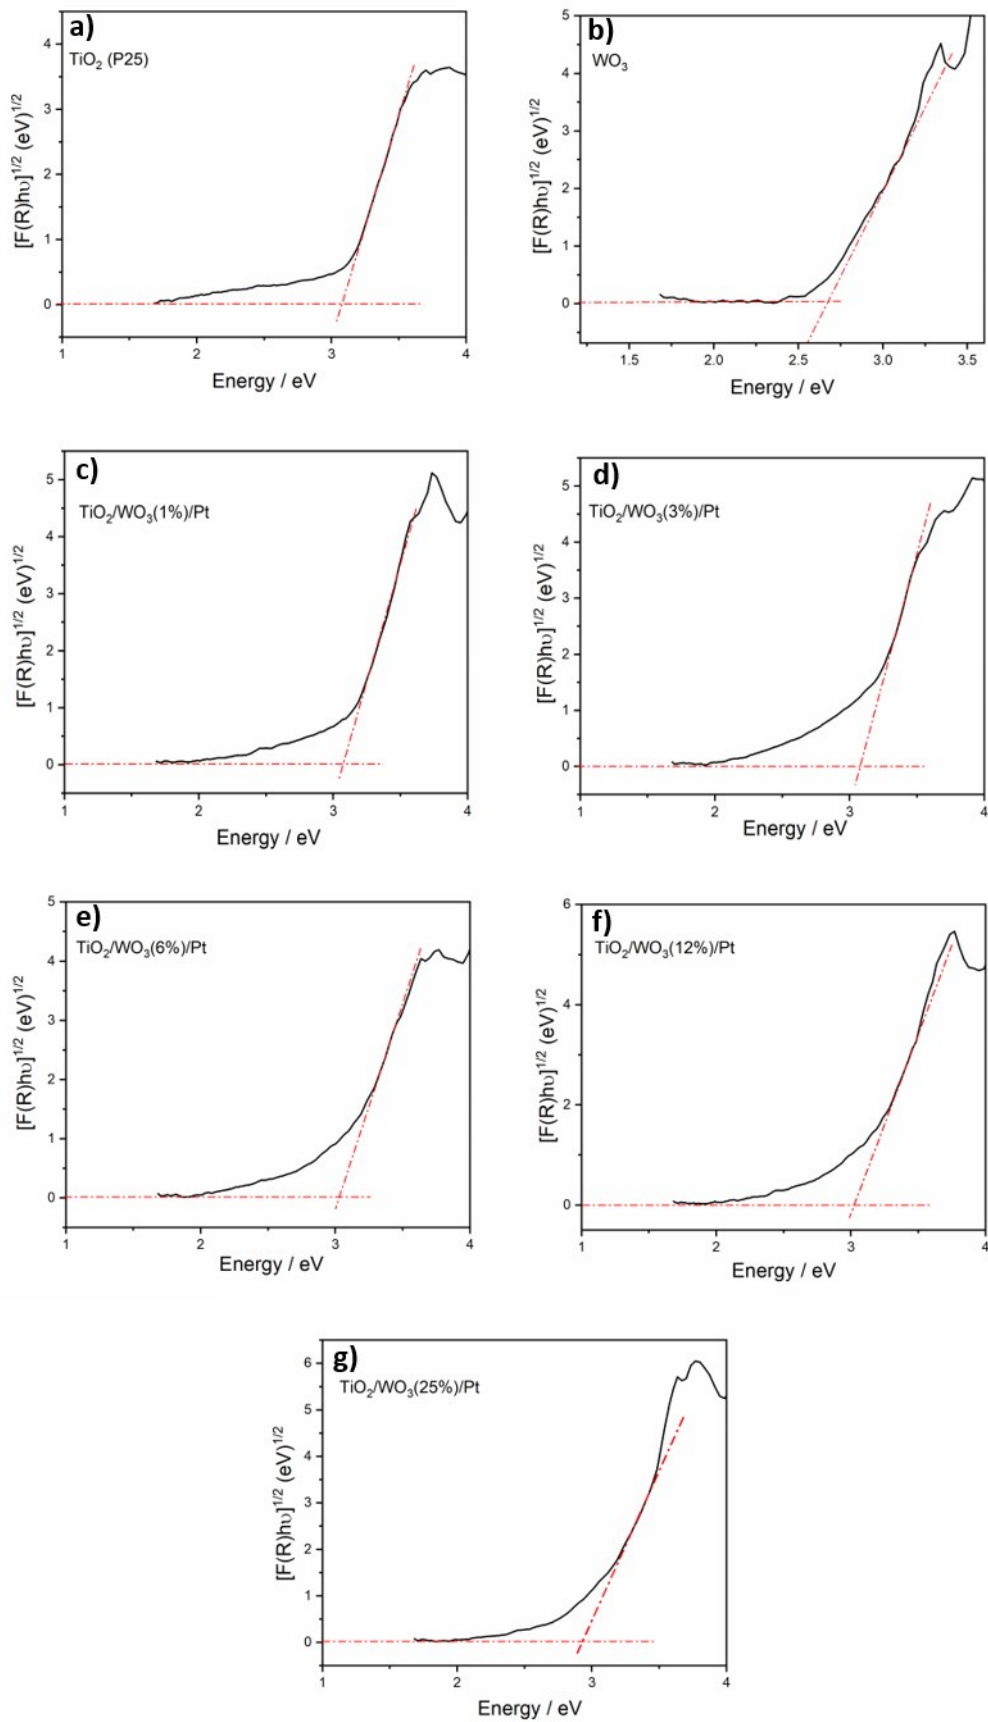 a)
TiO₂ (P25)
[F(R)hυ]^1/2 (eV)^1/2
4
3
2
1
0
1 2 3 4
Energy / eV
b)
WO₃
[F(R)hυ]^1/2 (eV)^1/2
5
4
3
2
1
0
1.5 2.0 2.5 3.0 3.5
Energy / eV
c)
TiO₂/WO₃(1%)/Pt
[F(R)hυ]^1/2 (eV)^1/2
5
4
3
2
1
0
1 2 3 4
Energy / eV
d)
TiO₂/WO₃(3%)/Pt
[F(R)hυ]^1/2 (eV)^1/2
5
4
3
2
1
0
1 2 3 4
Energy / eV
e)
TiO₂/WO₃(6%)/Pt
[F(R)hυ]^1/2 (eV)^1/2
5
4
3
2
1
0
1 2 3 4
Energy / eV
f)
TiO₂/WO₃(12%)/Pt
[F(R)hυ]^1/2 (eV)^1/2
6
4
2
0
1 2 3 4
Energy / eV
g)
TiO₂/WO₃(25%)/Pt
[F(R)hυ]^1/2 (eV)^1/2
6
5
4
3
2
1
0
1 2 3 4
Energy / eV